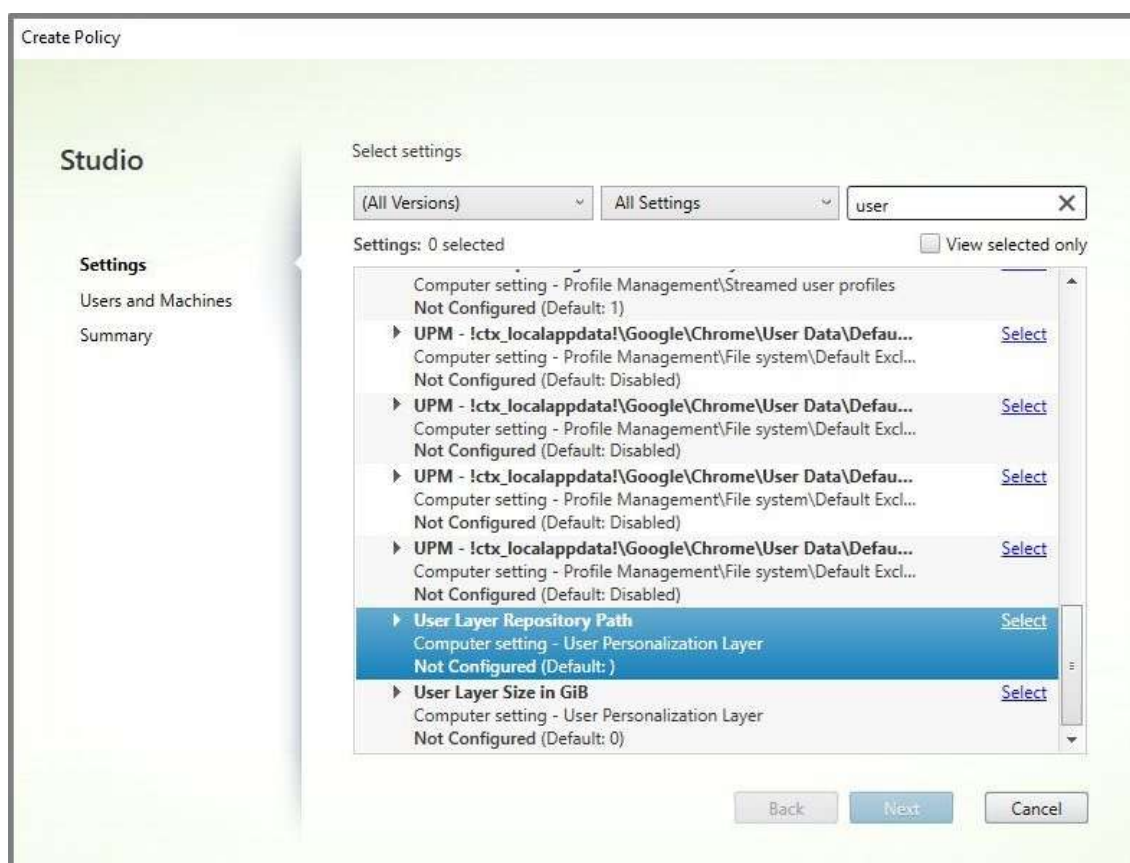 Create Policy
Studio
Settings
Users and Machines
Summary
Select settings
(All Versions)
All Settings
user
Settings: 0 selected
View selected only
Computer setting - Profile Management\Streamed user profiles
Not Configured (Default: 1)
UPM - !ctx_localappdata!\Google\Chrome\User Data\Defau... Select
Computer setting - Profile Management\File system\Default Excl...
Not Configured (Default: Disabled)
UPM - !ctx_localappdata!\Google\Chrome\User Data\Defau... Select
Computer setting - Profile Management\File system\Default Excl...
Not Configured (Default: Disabled)
UPM - !ctx_localappdata!\Google\Chrome\User Data\Defau... Select
Computer setting - Profile Management\File system\Default Excl...
Not Configured (Default: Disabled)
UPM - !ctx_localappdata!\Google\Chrome\User Data\Defau... Select
Computer setting - Profile Management\File system\Default Excl...
Not Configured (Default: Disabled)
User Layer Repository Path Select
Computer setting - User Personalization Layer
Not Configured (Default: )
User Layer Size in GiB Select
Computer setting - User Personalization Layer
Not Configured (Default: 0)
Back
Next
Cancel